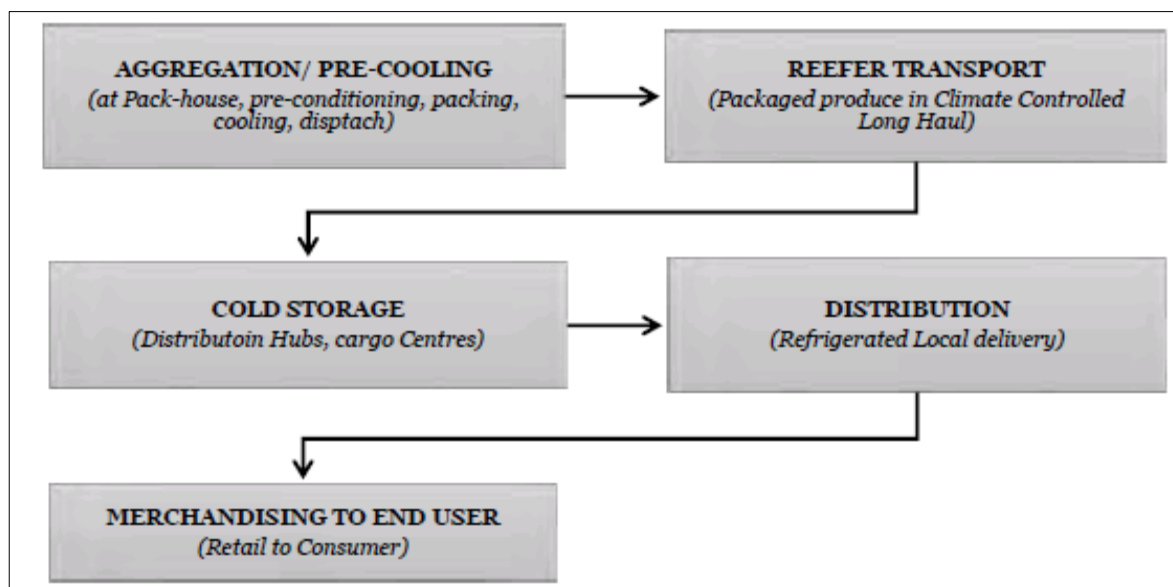 AGGREGATION/ PRE-COOLING
(at Pack-house, pre-conditioning, packing,
cooling, disptach)
REEFER TRANSPORT
(Packaged produce in Climate Controlled
Long Haul)
COLD STORAGE
(Distributoin Hubs, cargo Centres)
DISTRIBUTION
(Refrigerated Local delivery)
MERCHANDISING TO END USER
(Retail to Consumer)